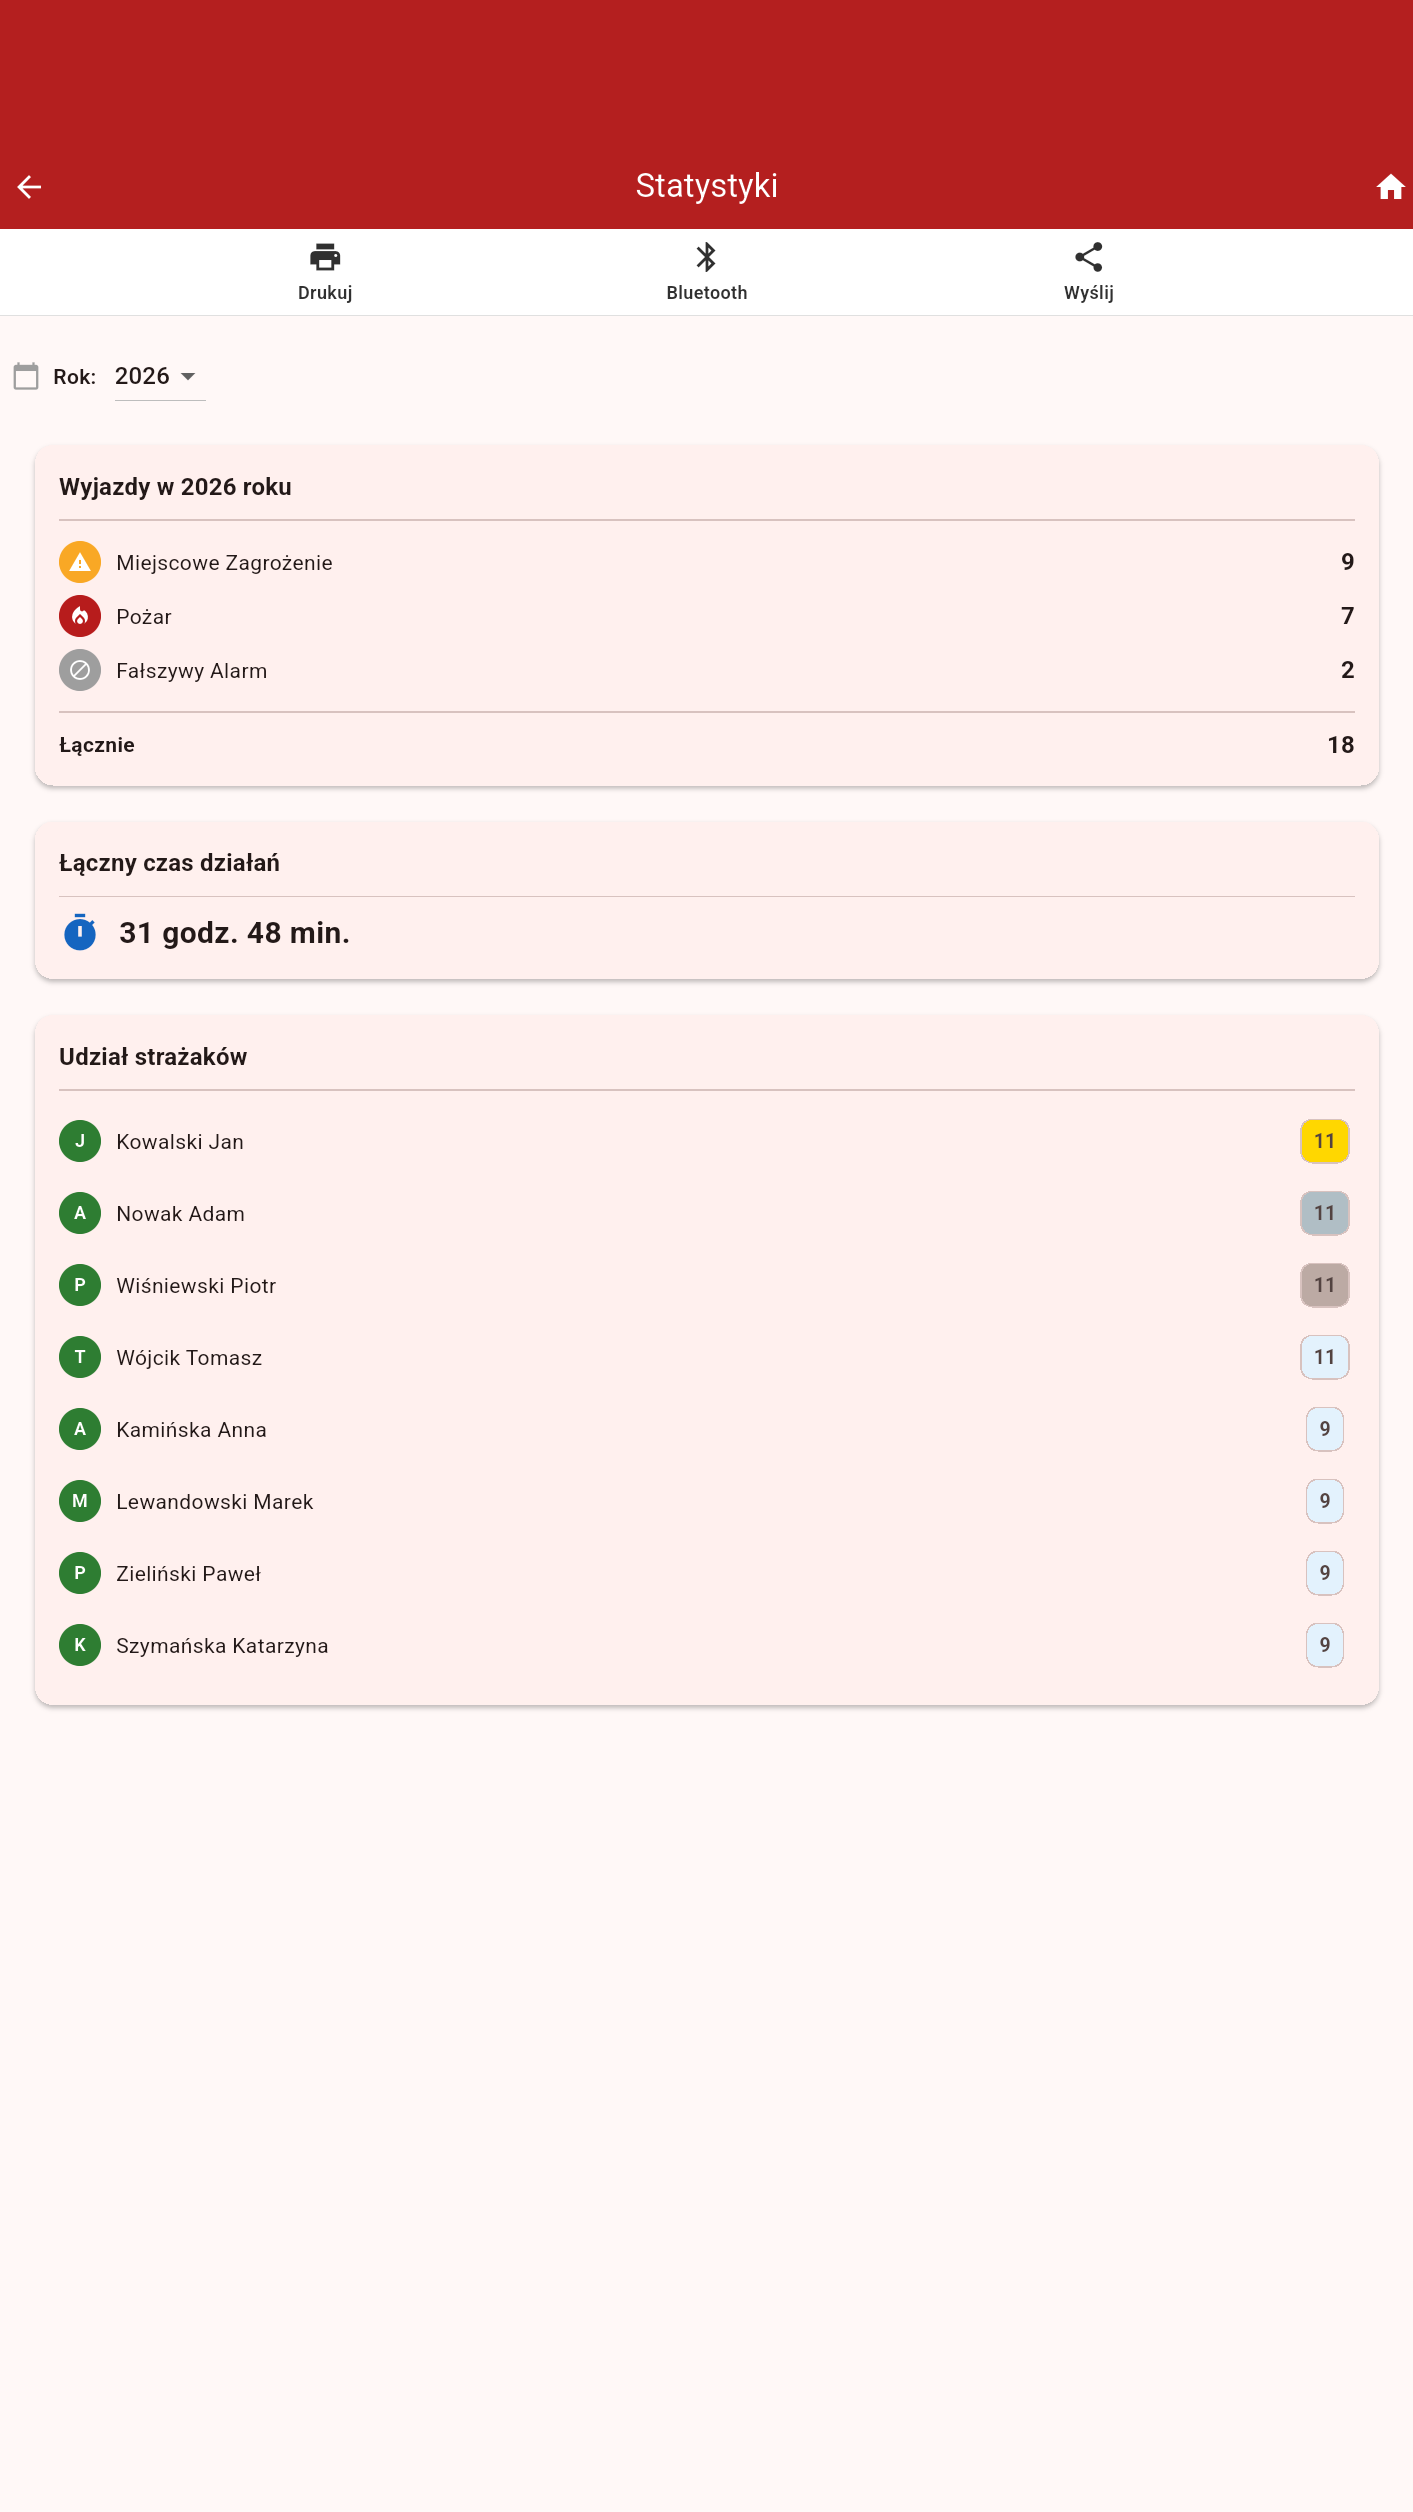 Statystyki
Drukuj
Bluetooth
Wyślij
Rok: 2026
Wyjazdy w 2026 roku
Miejscowe Zagrożenie 9
Pożar 7
Fałszywy Alarm 2
Łącznie 18
Łączny czas działań
31 godz. 48 min.
Udział strażaków
J Kowalski Jan 11
A Nowak Adam 11
P Wiśniewski Piotr 11
T Wójcik Tomasz 11
A Kamińska Anna 9
M Lewandowski Marek 9
P Zieliński Paweł 9
K Szymańska Katarzyna 9